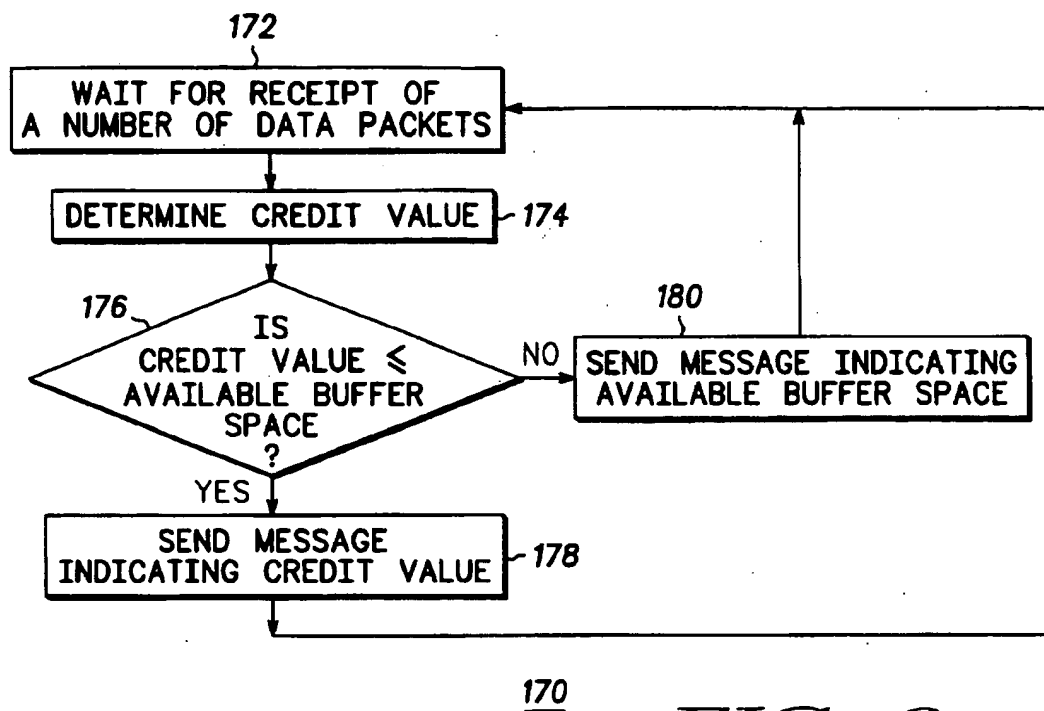 172
WAIT FOR RECEIPT OF
A NUMBER OF DATA PACKETS
DETERMINE CREDIT VALUE
174
176
IS
CREDIT VALUE ≤
AVAILABLE BUFFER
SPACE
?
NO
180
SEND MESSAGE INDICATING
AVAILABLE BUFFER SPACE
YES
SEND MESSAGE
INDICATING CREDIT VALUE
178
170